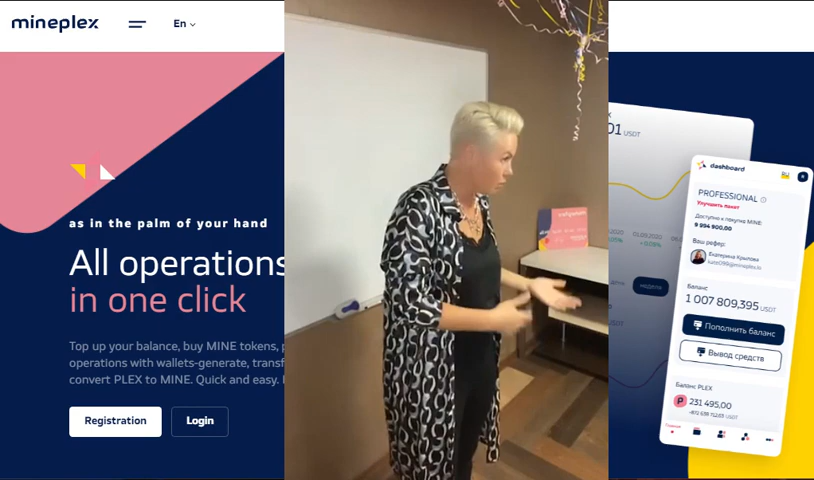 mineplex
En
as in the palm of your hand
All operations
in one click
Top up your balance, buy MINE tokens,
operations with wallets-generate,
convert PLEX to MINE. Quick and easy.
Registration
Login
01 USDT
неделя
dashboard
RU
PROFESSIONAL
Улучшить пакет
Доступно к покупке MINE:
9 994 900,00
Ваш рефер:
Екатерина Крылова
Баланс
1 007 809,395 USDT
Пополнить баланс
Вывод средств
Баланс PLEX
P 231 495,00